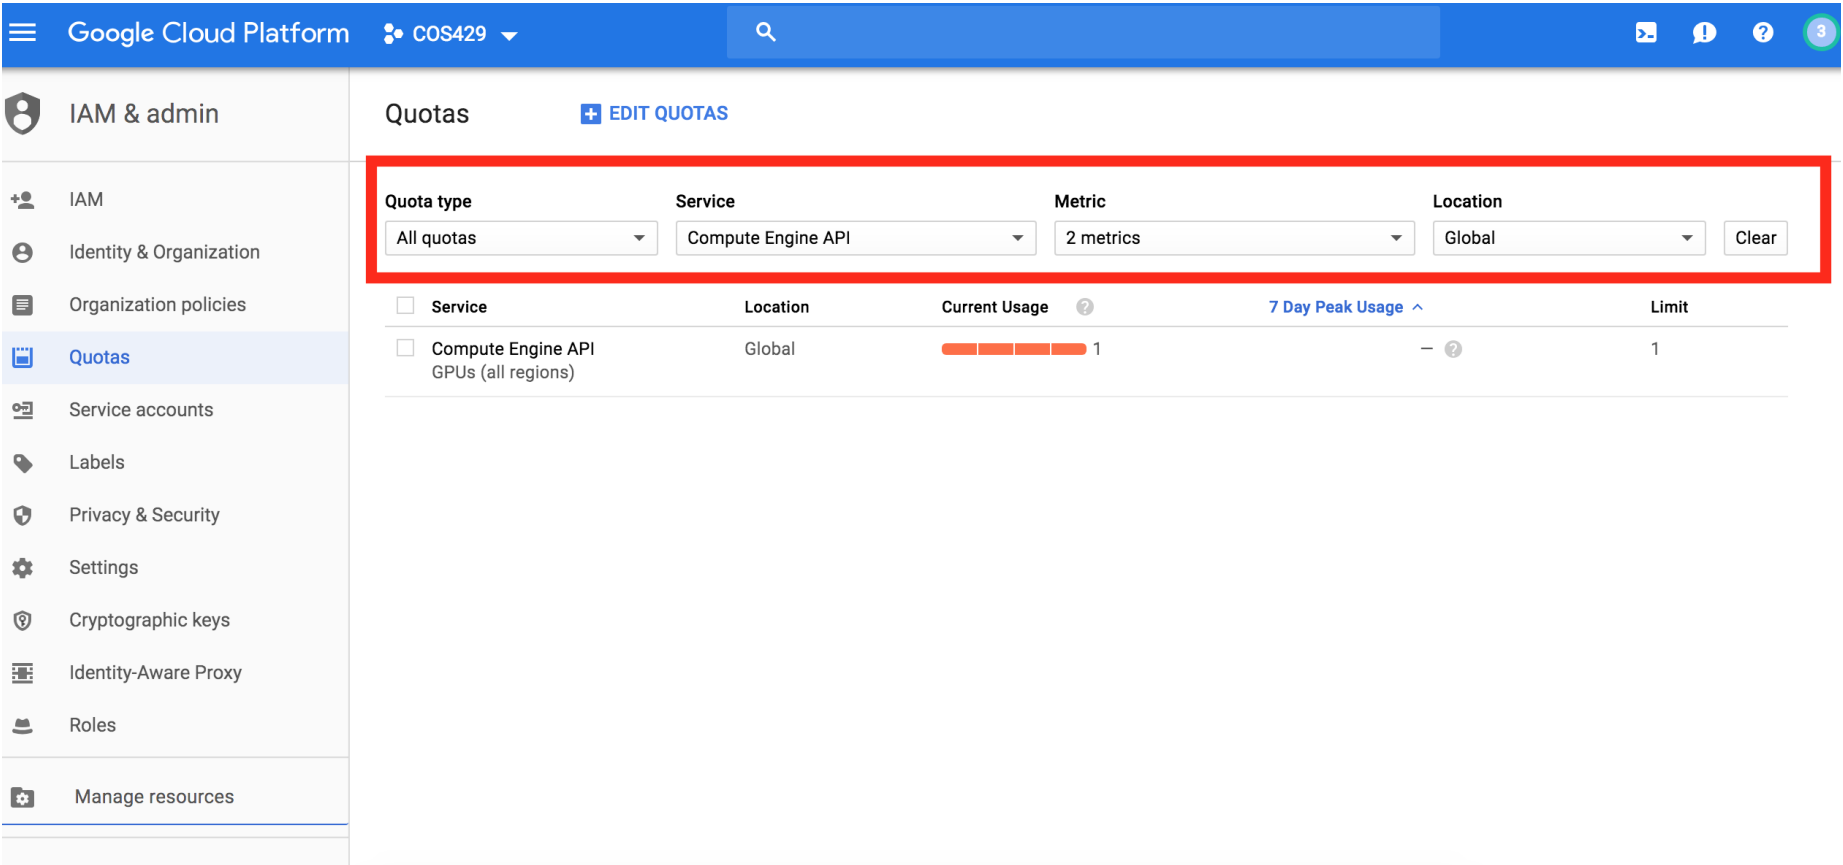 Google Cloud Platform
COS429
3
IAM & admin
Quotas
EDIT QUOTAS
IAM
Identity & Organization
Organization policies
Quotas
Service accounts
Labels
Privacy & Security
Settings
Cryptographic keys
Identity-Aware Proxy
Roles
Manage resources
Quota type Service Metric Location
All quotas Compute Engine API 2 metrics Global Clear
Service Location Current Usage ? 7 Day Peak Usage Limit
Compute Engine API Global 1 – ? 1
GPUs (all regions)